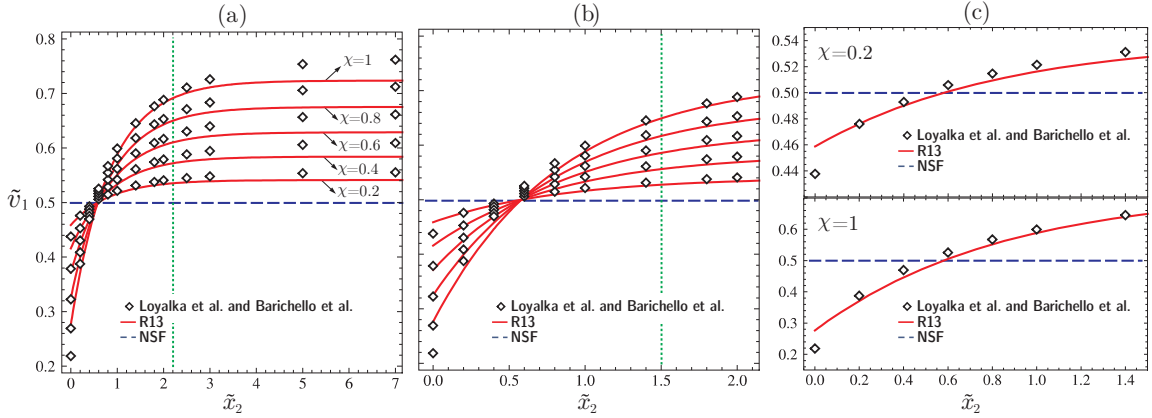 (a)
(b)
(c)
0.8
0.7
0.6
0.5
0.4
0.3
0.2
ṽ₁
χ=1
χ=0.8
χ=0.6
χ=0.4
χ=0.2
Loyalka et al. and Barichello et al.
R13
NSF
0 1 2 3 4 5 6 7
x̃₂
Loyalka et al. and Barichello et al.
R13
NSF
0.0 0.5 1.0 1.5 2.0
x̃₂
χ=0.2
0.54
0.52
0.50
0.48
0.46
0.44
Loyalka et al. and Barichello et al.
R13
NSF
χ=1
0.6
0.5
0.4
0.3
0.2
Loyalka et al. and Barichello et al.
R13
NSF
0.0 0.2 0.4 0.6 0.8 1.0 1.2 1.4
x̃₂